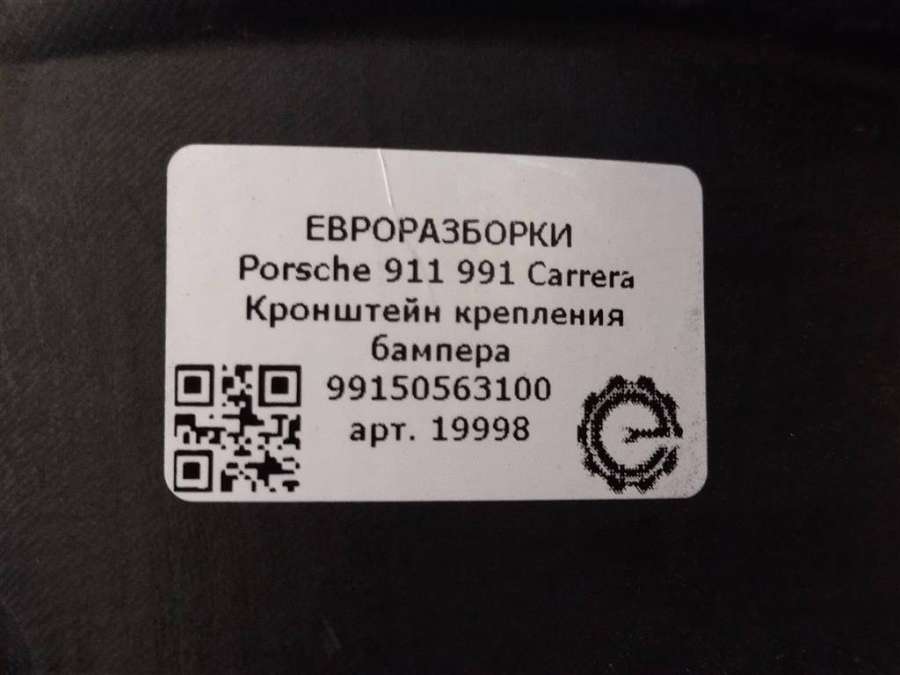 ЕВРОРАЗБОРКИ
Porsche 911 991 Carrera
Кронштейн крепления
бампера
99150563100
арт. 19998